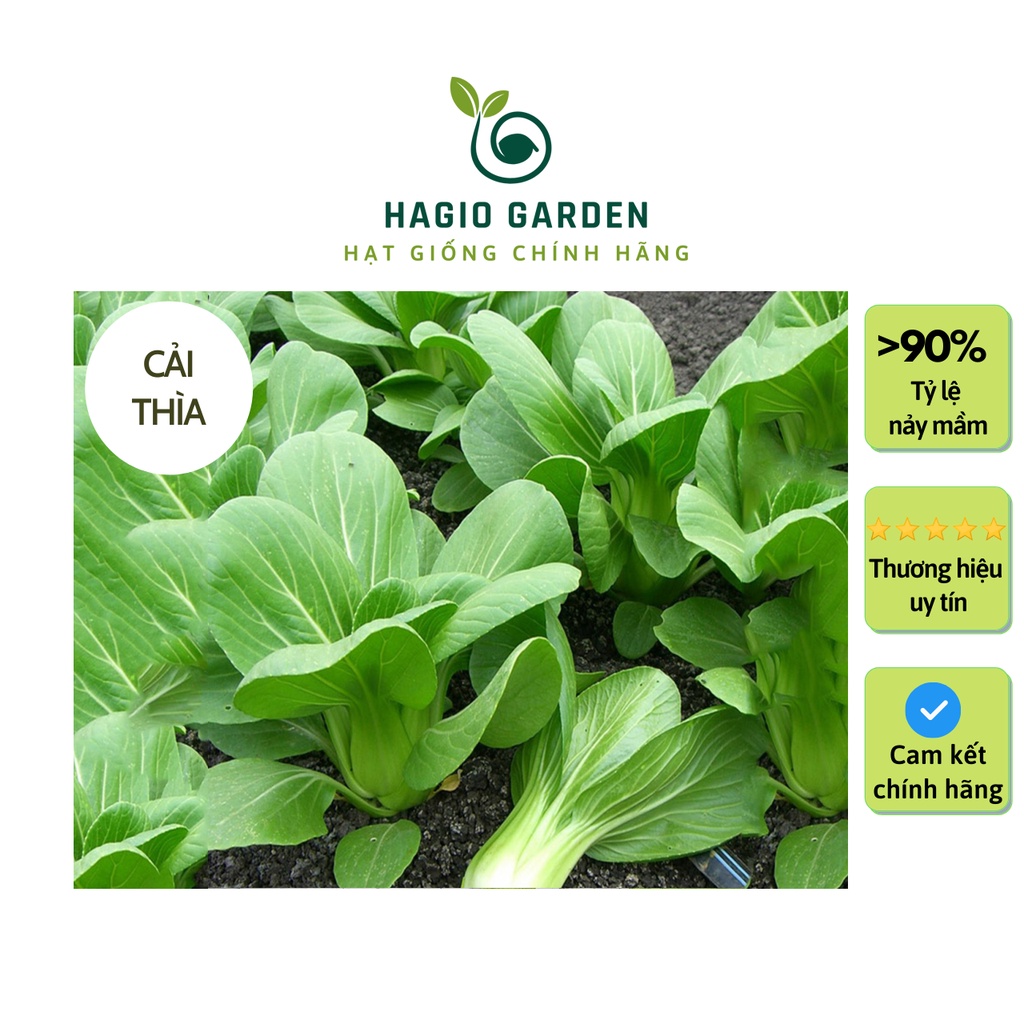 HAGIO GARDEN
HẠT GIỐNG CHÍNH HÃNG
CẢI
THÌA
>90%
Tỷ lệ
nảy mầm
Thương hiệu
uy tín
Cam kết
chính hãng